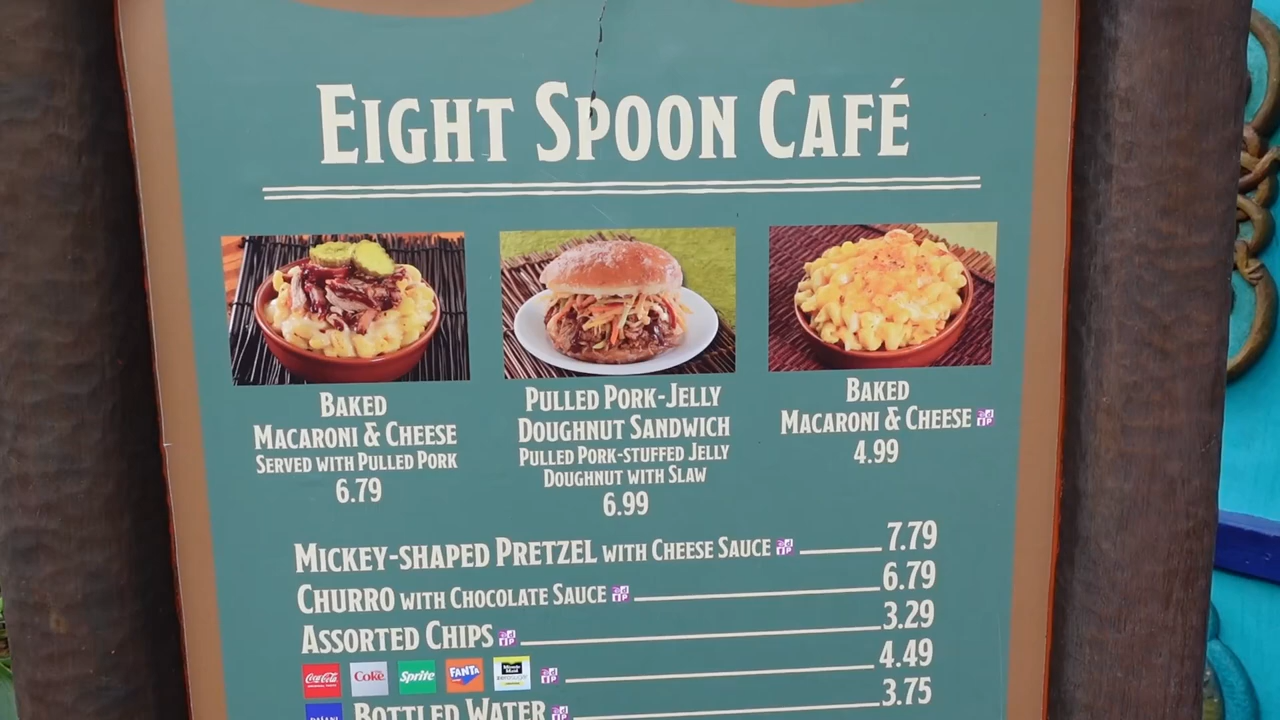 EIGHT SPOON CAFÉ
BAKED
MACARONI & CHEESE
SERVED WITH PULLED PORK
6.79
PULLED PORK-JELLY
DOUGHNUT SANDWICH
PULLED PORK-STUFFED JELLY
DOUGHNUT WITH SLAW
6.99
BAKED
MACARONI & CHEESE
4.99
MICKEY-SHAPED PRETZEL WITH CHEESE SAUCE 7.79
CHURRO WITH CHOCOLATE SAUCE 6.79
ASSORTED CHIPS 3.29
Coca-Cola Coke Sprite FANTA Minute Maid 4.49
BOTTLED WATER 3.75